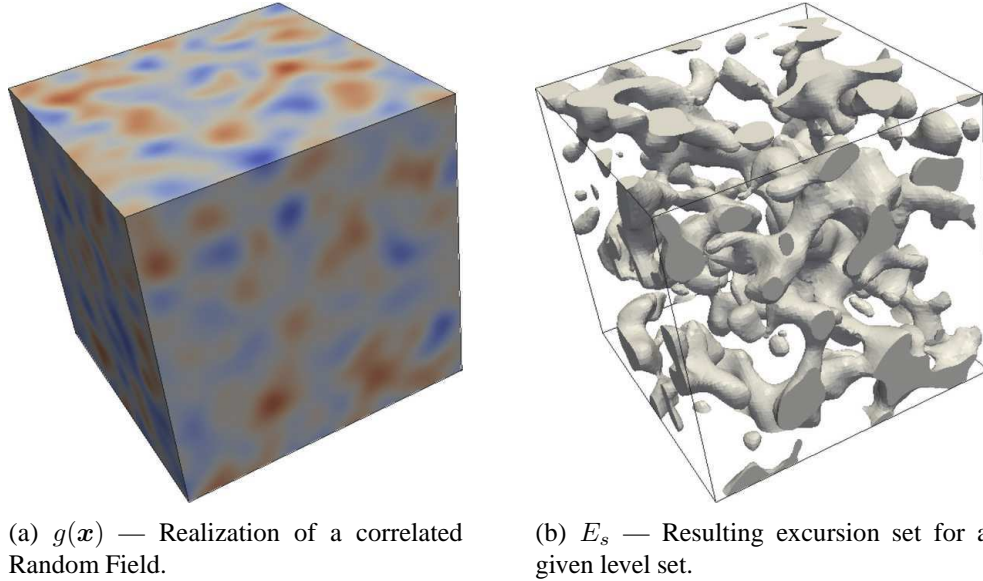 (a) g(x) — Realization of a correlated
Random Field.
(b) E_s — Resulting excursion set for a
given level set.